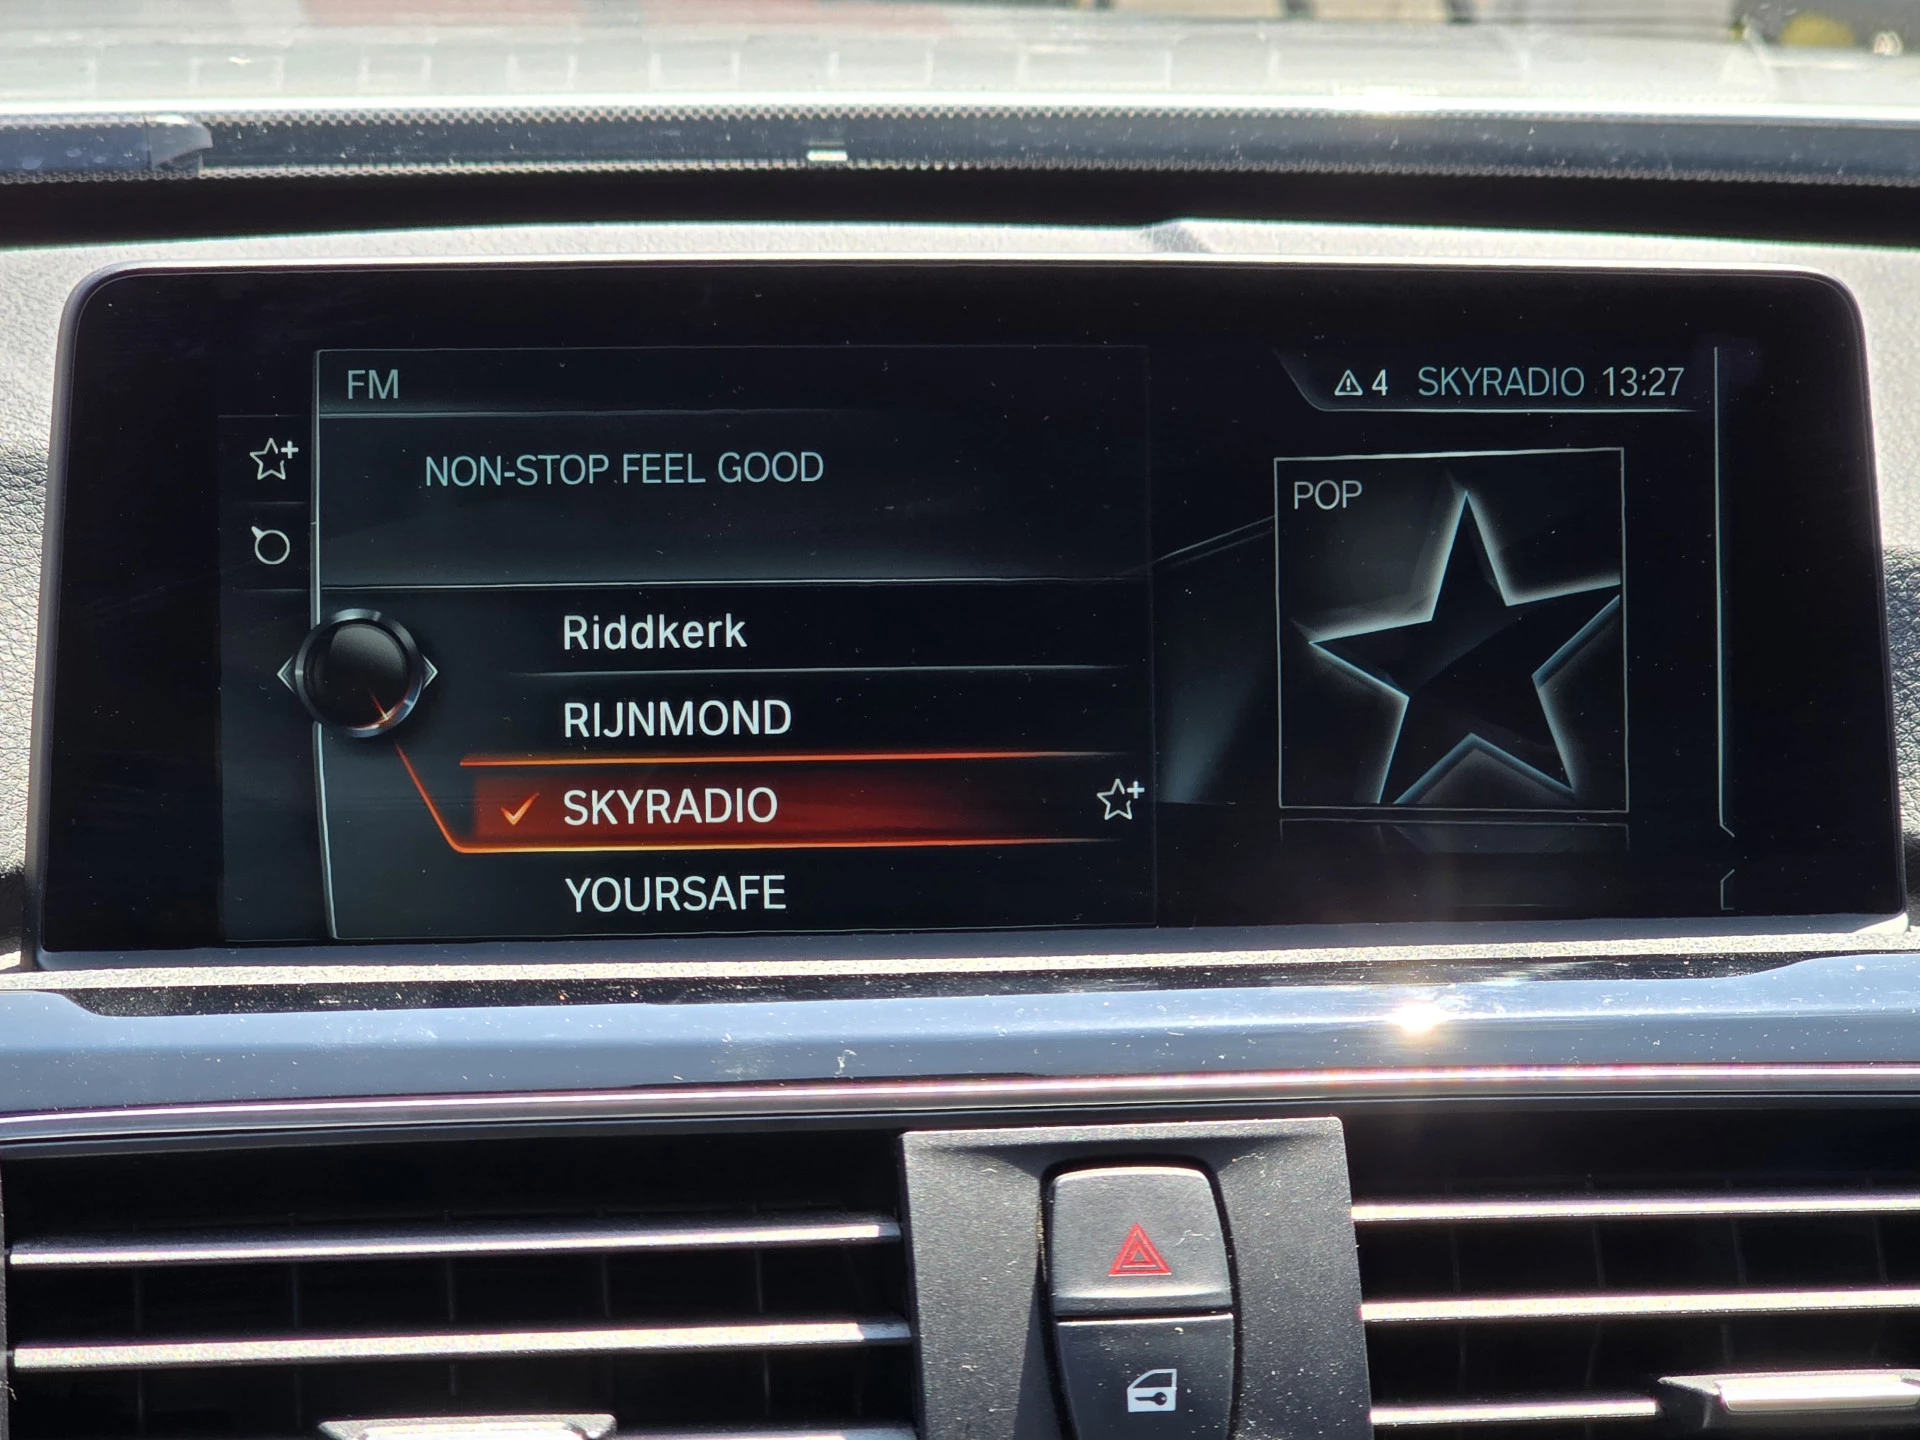 FM
4 SKYRADIO 13:27
NON-STOP FEEL GOOD
POP
Riddkerk
RIJNMOND
SKYRADIO
YOURSAFE